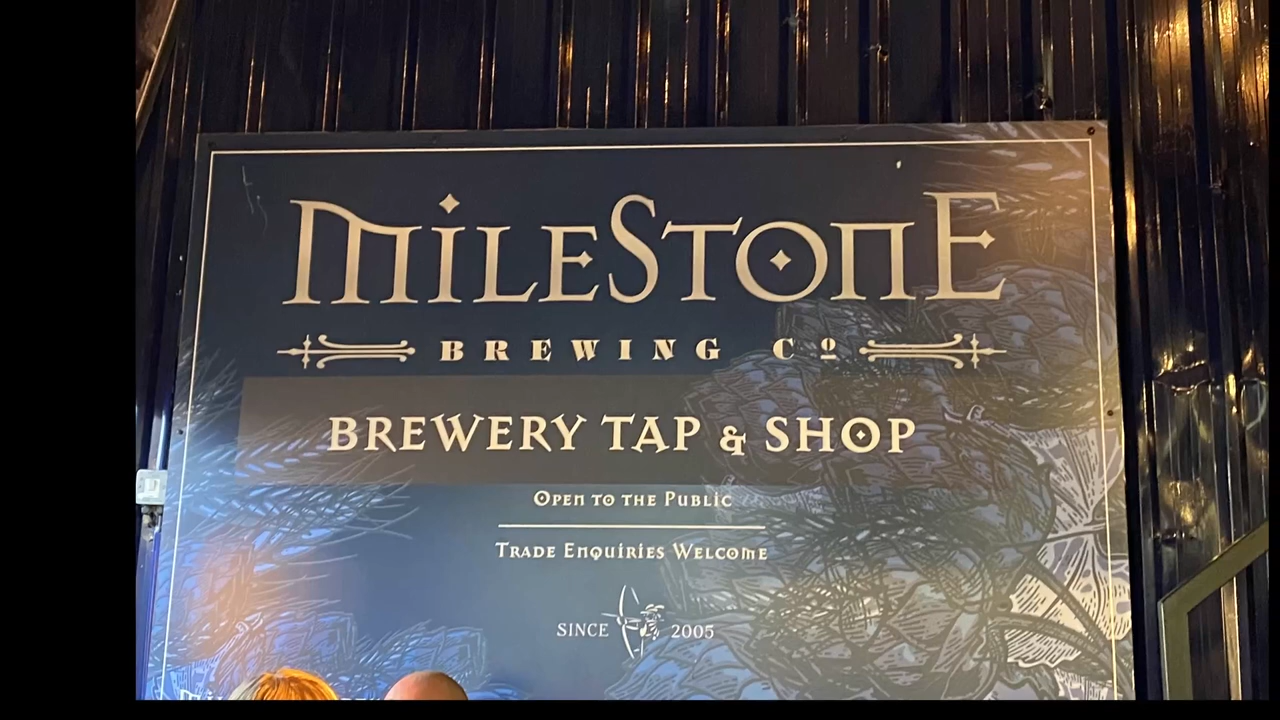 MILESTONE
BREWING Cº
BREWERY TAP & SHOP
OPEN TO THE PUBLIC
TRADE ENQUIRIES WELCOME
SINCE 2005